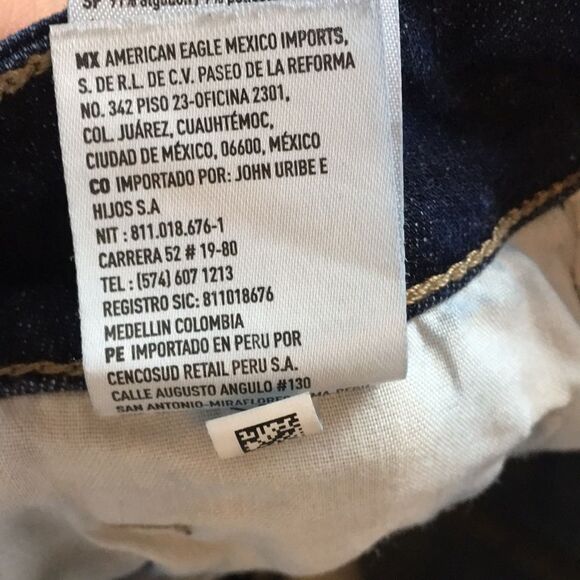 MX AMERICAN EAGLE MEXICO IMPORTS,
S. DE R.L. DE C.V. PASEO DE LA REFORMA
NO. 342 PISO 23-OFICINA 2301,
COL. JUÁREZ, CUAUHTÉMOC,
CIUDAD DE MÉXICO, 06600, MÉXICO
CO IMPORTADO POR: JOHN URIBE E
HIJOS S.A
NIT : 811.018.676-1
CARRERA 52 # 19-80
TEL : (574) 607 1213
REGISTRO SIC: 811018676
MEDELLIN COLOMBIA
PE IMPORTADO EN PERU POR
CENCOSUD RETAIL PERU S.A.
CALLE AUGUSTO ANGULO #130
SAN ANTONIO-MIRAFLORES